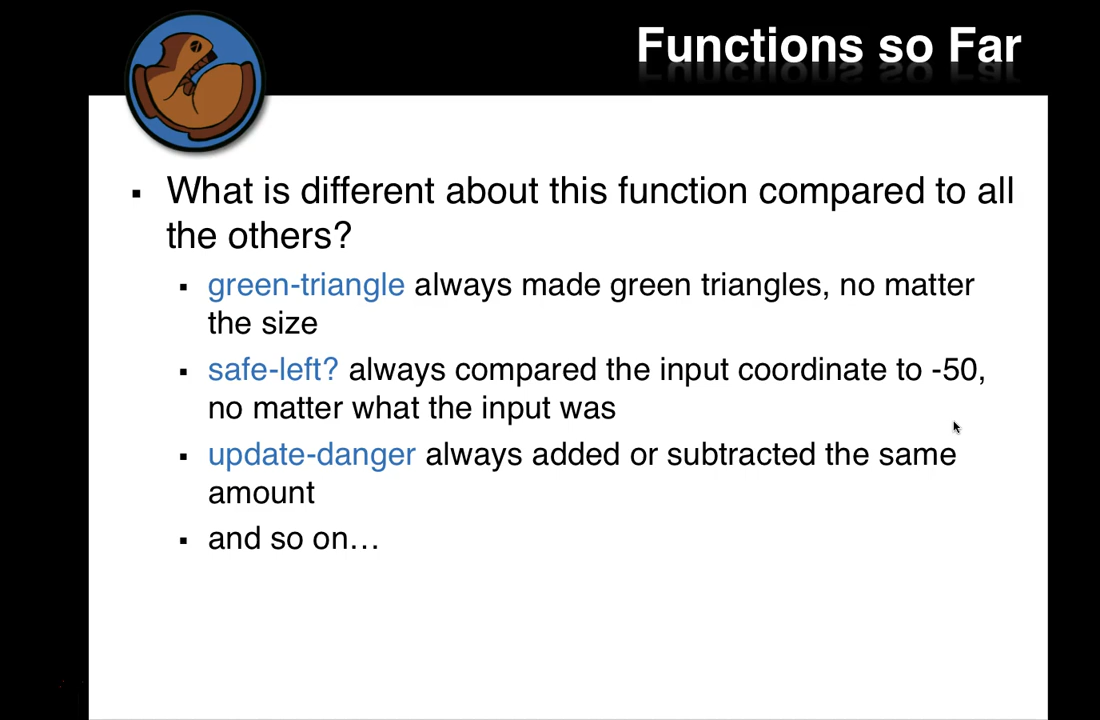 Functions so Far
▪ What is different about this function compared to all
the others?
▪ green-triangle always made green triangles, no matter
the size
▪ safe-left? always compared the input coordinate to -50,
no matter what the input was
▪ update-danger always added or subtracted the same
amount
▪ and so on…